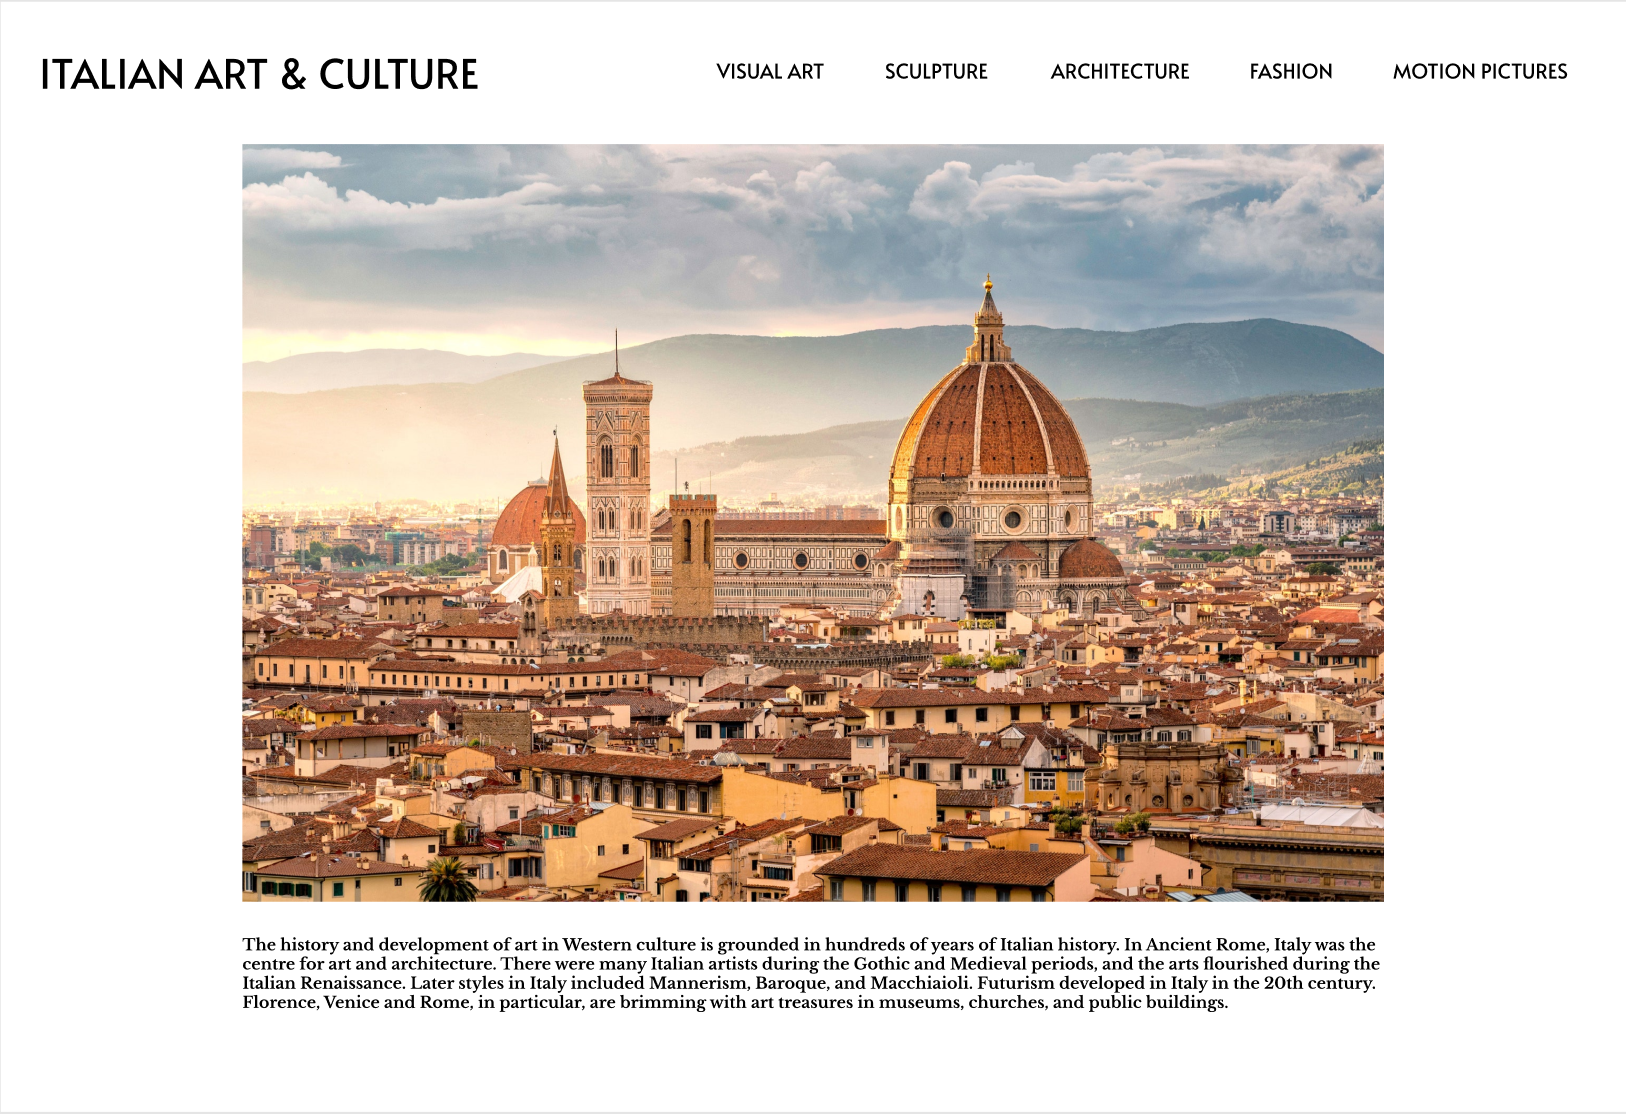 ITALIAN ART & CULTURE
VISUAL ART
SCULPTURE
ARCHITECTURE
FASHION
MOTION PICTURES
The history and development of art in Western culture is grounded in hundreds of years of Italian history. In Ancient Rome, Italy was the
centre for art and architecture. There were many Italian artists during the Gothic and Medieval periods, and the arts flourished during the
Italian Renaissance. Later styles in Italy included Mannerism, Baroque, and Macchiaioli. Futurism developed in Italy in the 20th century.
Florence, Venice and Rome, in particular, are brimming with art treasures in museums, churches, and public buildings.